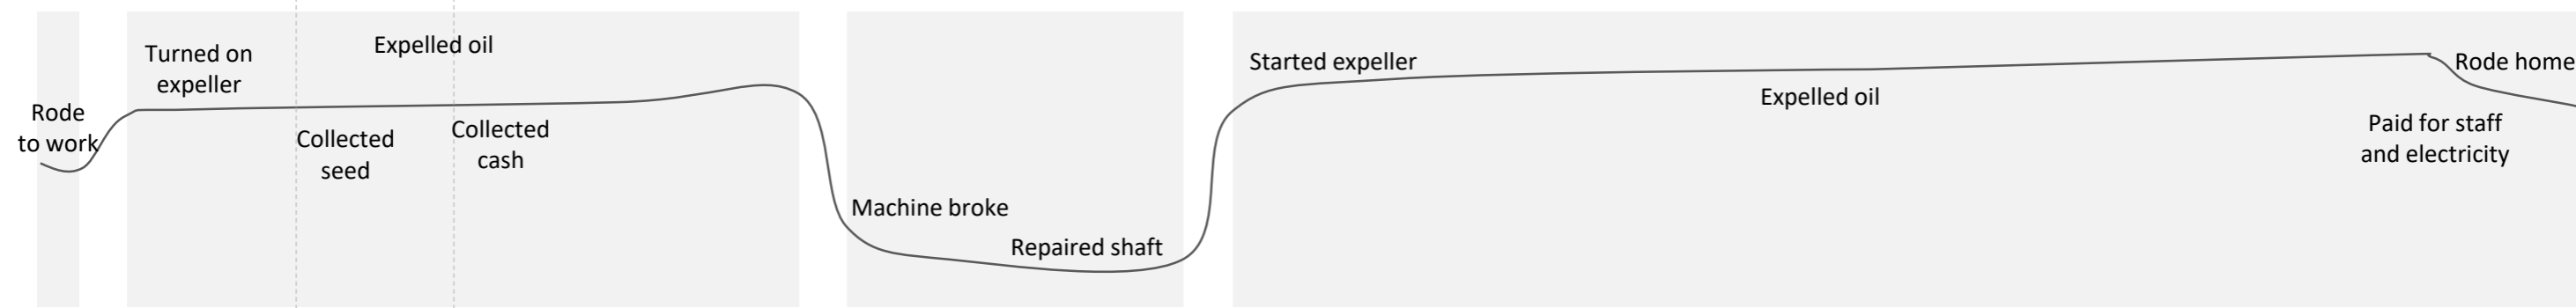 Rode
to work
Turned on
expeller
Expelled oil
Collected
seed
Collected
cash
Machine broke
Repaired shaft
Started expeller
Expelled oil
Paid for staff
and electricity
Rode home